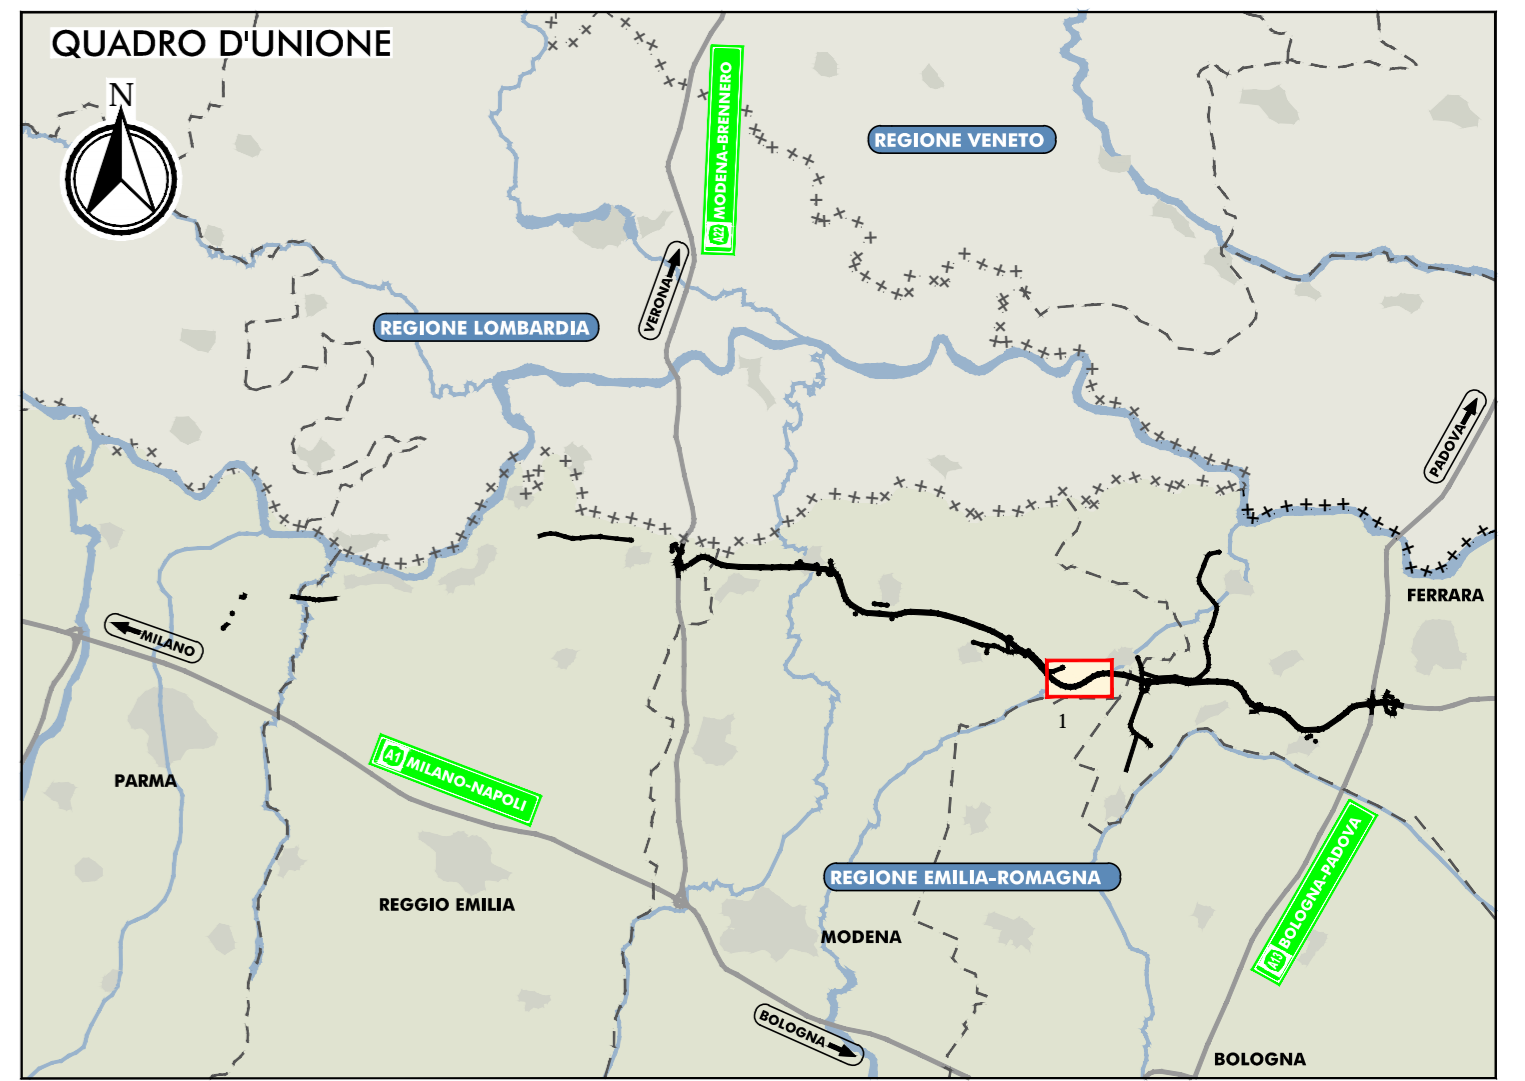 QUADRO D'UNIONE
N
A22 MODENA-BRENNERO
REGIONE VENETO
VERONA
REGIONE LOMBARDIA
PADOVA
FERRARA
MILANO
1
PARMA
A1 MILANO-NAPOLI
REGIONE EMILIA-ROMAGNA
A13 BOLOGNA-PADOVA
REGGIO EMILIA
MODENA
BOLOGNA
BOLOGNA